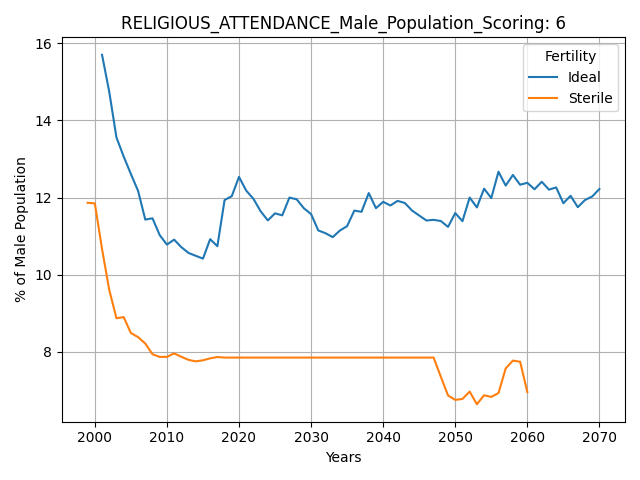 RELIGIOUS_ATTENDANCE_Male_Population_Scoring: 6
Fertility
Ideal
Sterile
% of Male Population
16
14
12
10
8
2000 2010 2020 2030 2040 2050 2060 2070
Years